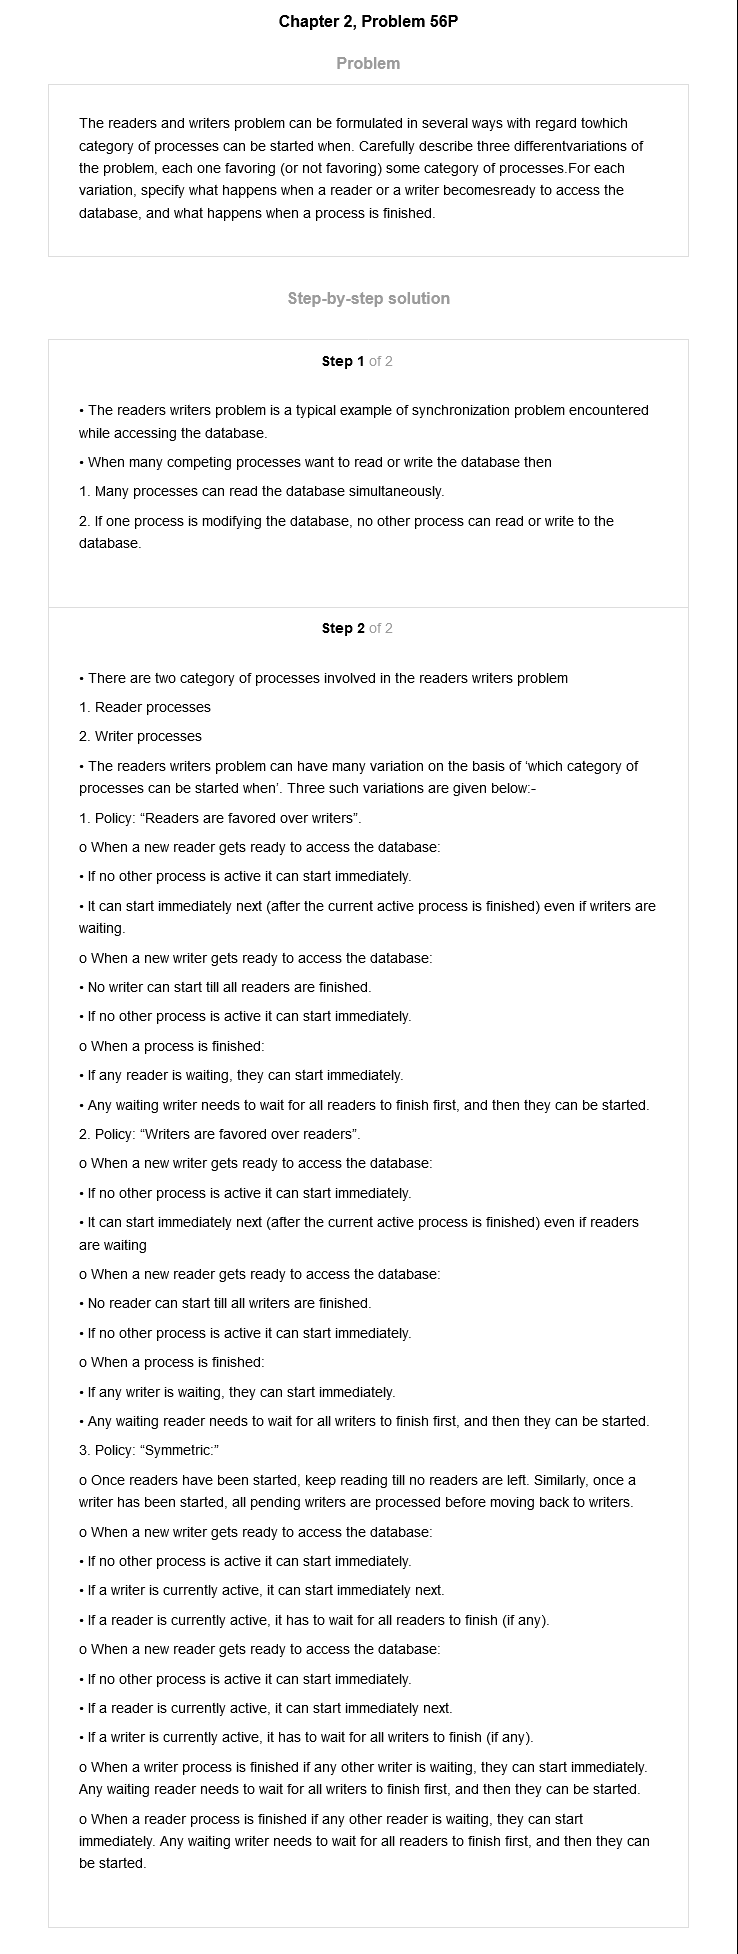 Chapter 2, Problem 56P
Problem
The readers and writers problem can be formulated in several ways with regard towhich
category of processes can be started when. Carefully describe three differentvariations of
the problem, each one favoring (or not favoring) some category of processes.For each
variation, specify what happens when a reader or a writer becomesready to access the
database, and what happens when a process is finished.
Step-by-step solution
Step 1 of 2
• The readers writers problem is a typical example of synchronization problem encountered
while accessing the database.
• When many competing processes want to read or write the database then
1. Many processes can read the database simultaneously.
2. If one process is modifying the database, no other process can read or write to the
database.
Step 2 of 2
• There are two category of processes involved in the readers writers problem
1. Reader processes
2. Writer processes
• The readers writers problem can have many variation on the basis of ‘which category of
processes can be started when’. Three such variations are given below:-
1. Policy: “Readers are favored over writers”.
o When a new reader gets ready to access the database:
• If no other process is active it can start immediately.
• It can start immediately next (after the current active process is finished) even if writers are
waiting.
o When a new writer gets ready to access the database:
• No writer can start till all readers are finished.
• If no other process is active it can start immediately.
o When a process is finished:
• If any reader is waiting, they can start immediately.
• Any waiting writer needs to wait for all readers to finish first, and then they can be started.
2. Policy: “Writers are favored over readers”.
o When a new writer gets ready to access the database:
• If no other process is active it can start immediately.
• It can start immediately next (after the current active process is finished) even if readers
are waiting
o When a new reader gets ready to access the database:
• No reader can start till all writers are finished.
• If no other process is active it can start immediately.
o When a process is finished:
• If any writer is waiting, they can start immediately.
• Any waiting reader needs to wait for all writers to finish first, and then they can be started.
3. Policy: “Symmetric:”
o Once readers have been started, keep reading till no readers are left. Similarly, once a
writer has been started, all pending writers are processed before moving back to writers.
o When a new writer gets ready to access the database:
• If no other process is active it can start immediately.
• If a writer is currently active, it can start immediately next.
• If a reader is currently active, it has to wait for all readers to finish (if any).
o When a new reader gets ready to access the database:
• If no other process is active it can start immediately.
• If a reader is currently active, it can start immediately next.
• If a writer is currently active, it has to wait for all writers to finish (if any).
o When a writer process is finished if any other writer is waiting, they can start immediately.
Any waiting reader needs to wait for all writers to finish first, and then they can be started.
o When a reader process is finished if any other reader is waiting, they can start
immediately. Any waiting writer needs to wait for all readers to finish first, and then they can
be started.